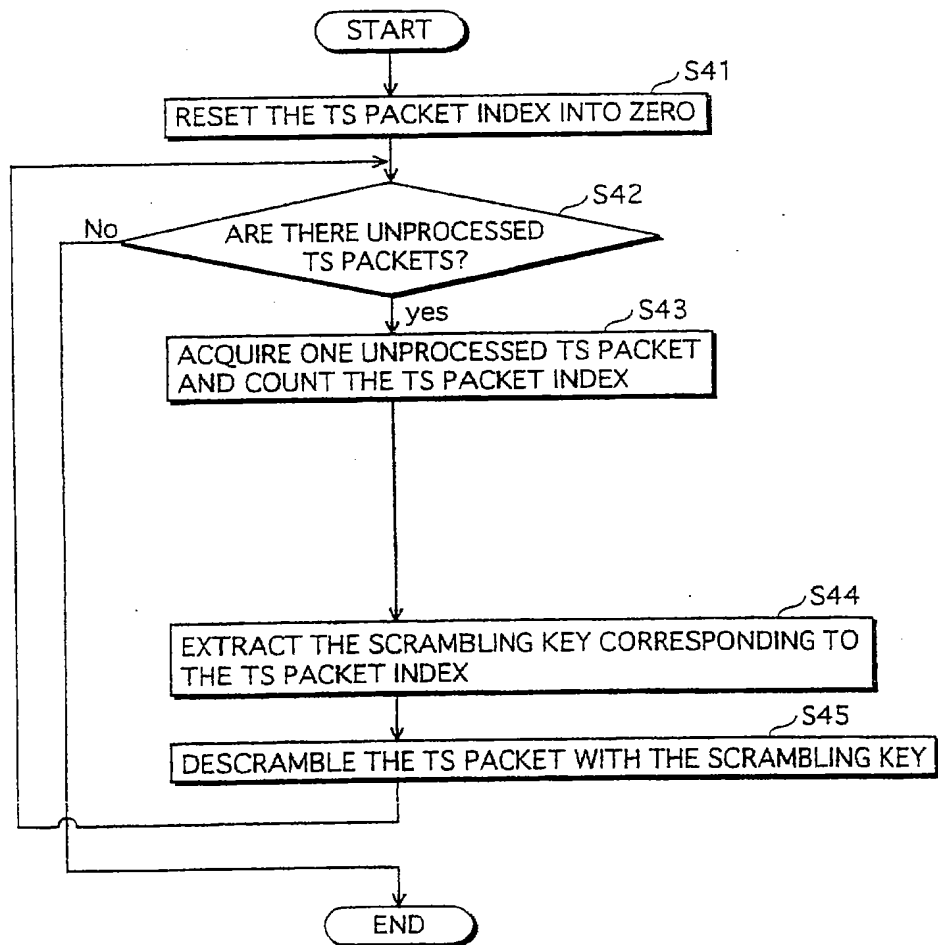 START
S41
RESET THE TS PACKET INDEX INTO ZERO
S42
No
ARE THERE UNPROCESSED
TS PACKETS?
yes
S43
ACQUIRE ONE UNPROCESSED TS PACKET
AND COUNT THE TS PACKET INDEX
S44
EXTRACT THE SCRAMBLING KEY CORRESPONDING TO
THE TS PACKET INDEX
S45
DESCRAMBLE THE TS PACKET WITH THE SCRAMBLING KEY
END